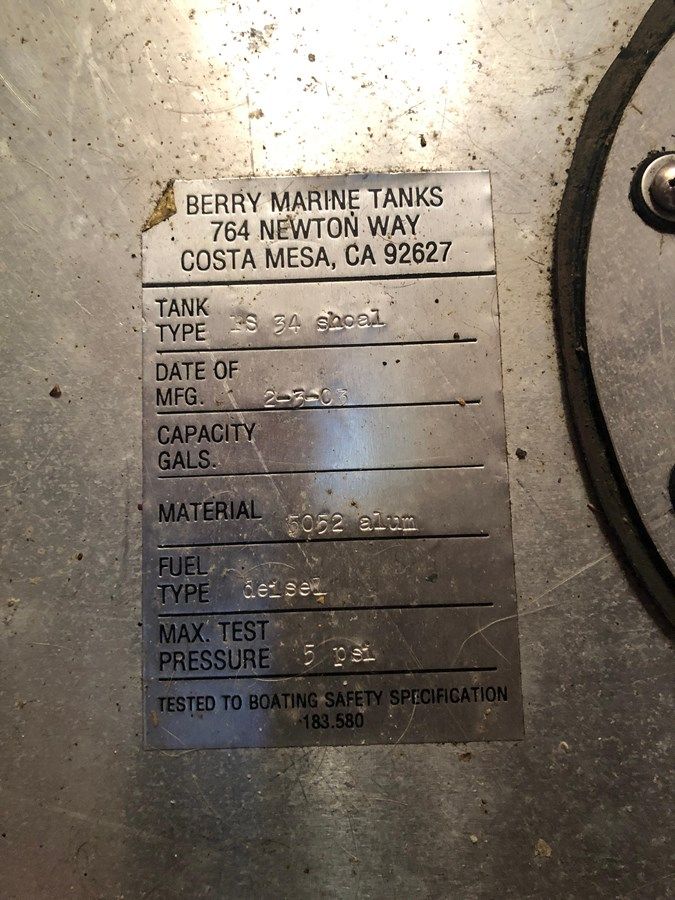 BERRY MARINE TANKS
764 NEWTON WAY
COSTA MESA, CA 92627
TANK
TYPE 34 shoal
DATE OF
MFG. 2-3-03
CAPACITY
GALS.
MATERIAL 5052 alum
FUEL
TYPE deisel
MAX. TEST
PRESSURE 5 psi
TESTED TO BOATING SAFETY SPECIFICATION
183.580